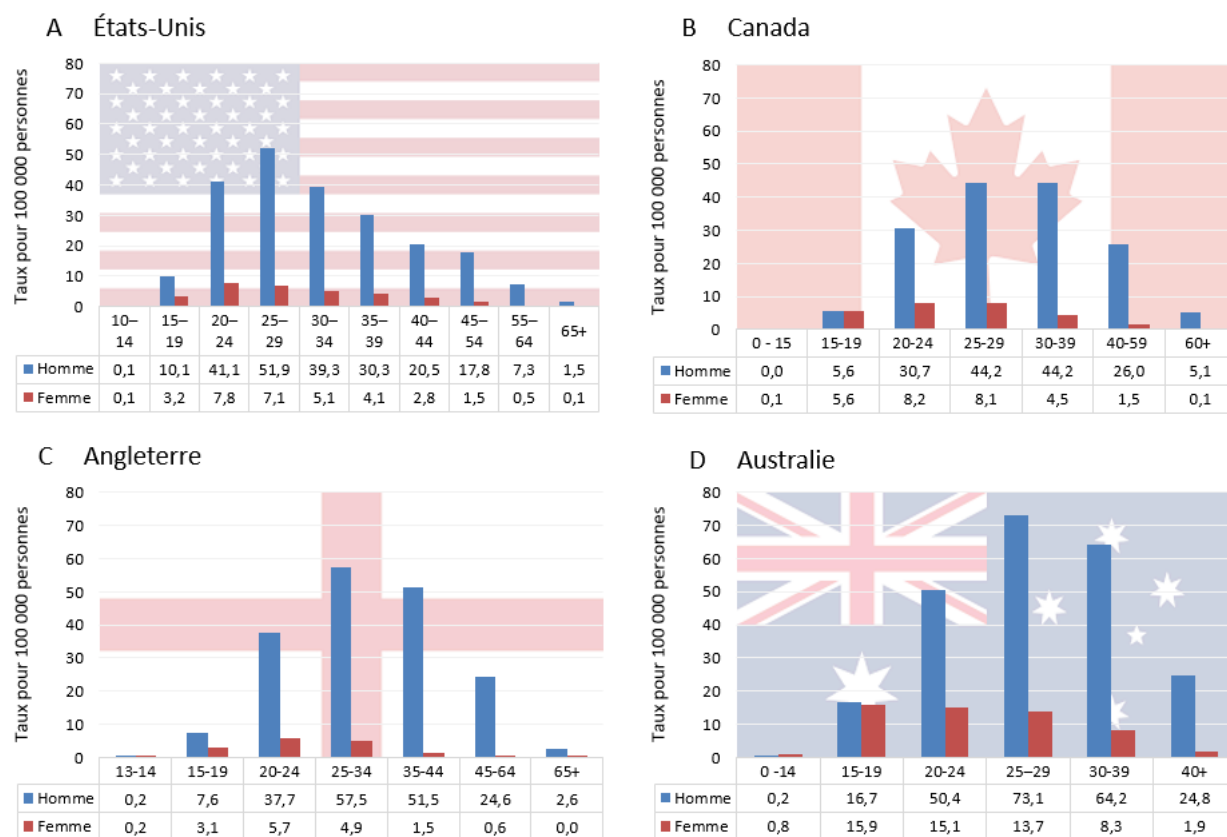 A États-Unis
Taux pour 100 000 personnes
80
70
60
50
40
30
20
10
0
10–14 15–19 20–24 25–29 30–34 35–39 40–44 45–54 55–64 65+
Homme 0,1 10,1 41,1 51,9 39,3 30,3 20,5 17,8 7,3 1,5
Femme 0,1 3,2 7,8 7,1 5,1 4,1 2,8 1,5 0,5 0,1
B Canada
Taux pour 100 000 personnes
80
70
60
50
40
30
20
10
0
0 - 15 15-19 20-24 25-29 30-39 40-59 60+
Homme 0,0 5,6 30,7 44,2 44,2 26,0 5,1
Femme 0,1 5,6 8,2 8,1 4,5 1,5 0,1
C Angleterre
Taux pour 100 000 personnes
80
70
60
50
40
30
20
10
0
13-14 15-19 20-24 25-34 35-44 45-64 65+
Homme 0,2 7,6 37,7 57,5 51,5 24,6 2,6
Femme 0,2 3,1 5,7 4,9 1,5 0,6 0,0
D Australie
Taux pour 100 000 personnes
80
70
60
50
40
30
20
10
0
0 -14 15-19 20-24 25–29 30-39 40+
Homme 0,2 16,7 50,4 73,1 64,2 24,8
Femme 0,8 15,9 15,1 13,7 8,3 1,9